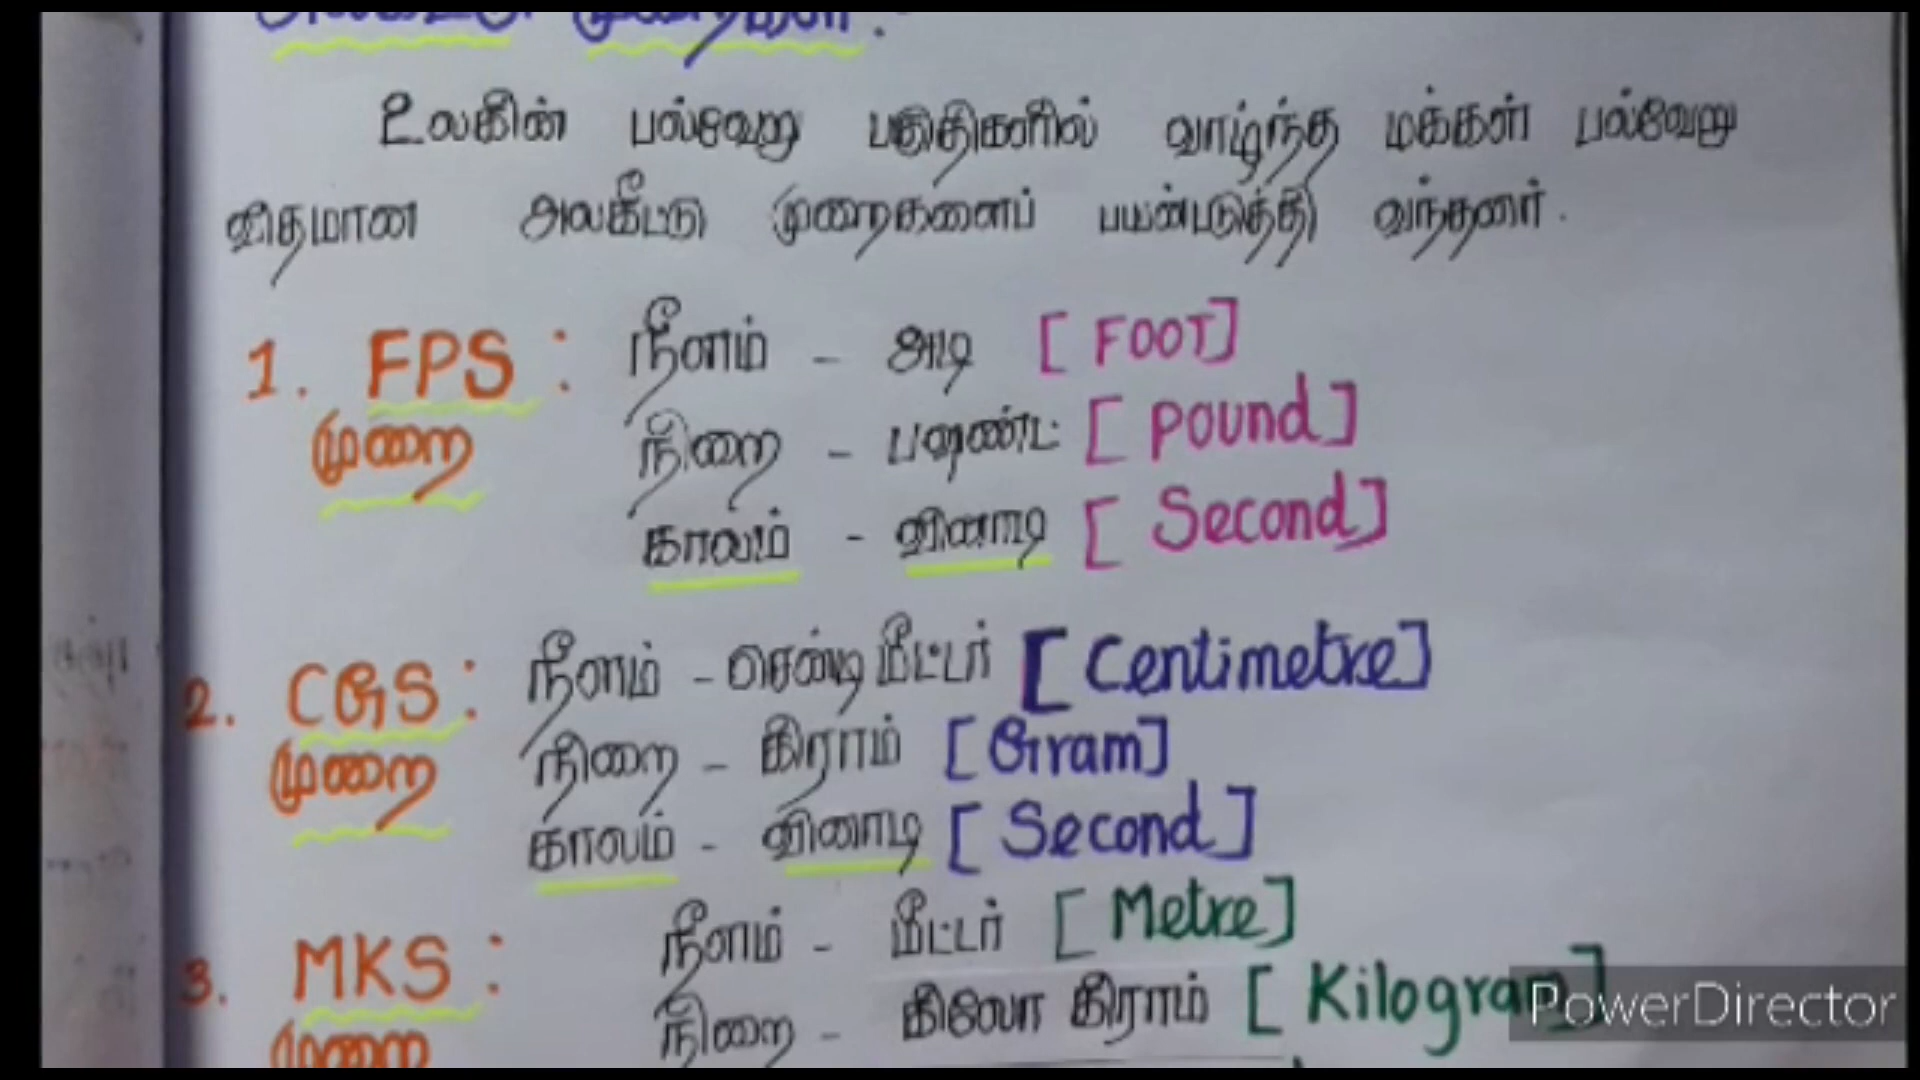 உலகின் பல்வேறு பகுதிகளில் வாழ்ந்த மக்கள் பல்வேறு
விதமான அலகீட்டு முறைகளைப் பயன்படுத்தி வந்தனர்.
1. FPS : நீளம் - அடி [ FOOT]
முறை நிறை - பவுண்ட் [ Pound ]
காலம் - வினாடி [ Second]
2. CGS : நீளம் - சென்டி மீட்டர் [ Centimetre]
முறை நிறை - கிராம் [ Gram]
காலம் - வினாடி [ Second ]
3. MKS : நீளம் - மீட்டர் [ Metre]
முறை நிறை - கிலோ கிராம் [ Kilogram]
PowerDirector